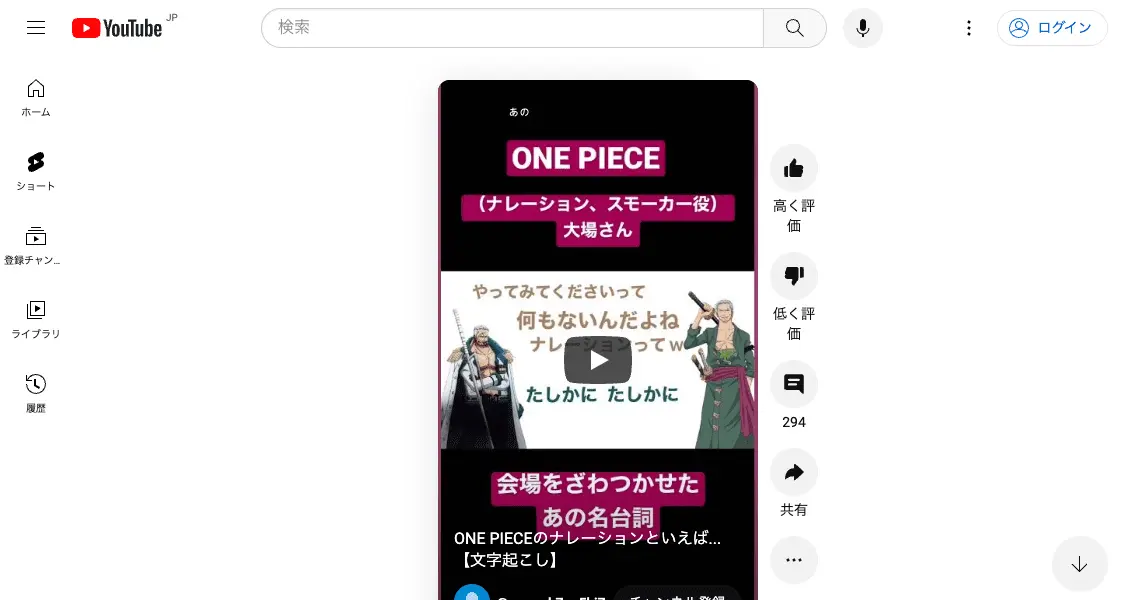 YouTube JP
検索
ログイン
ホーム
ショート
登録チャン...
ライブラリ
履歴
あの
ONE PIECE
（ナレーション、スモーカー役）
大場さん
やってみてくださいって
何もないんだよね
ナレーションってｗ
たしかに たしかに
会場をざわつかせた
あの名台詞
ONE PIECEのナレーションといえば...
【文字起こし】
チャンネル登録
高く評
価
低く評
価
294
共有